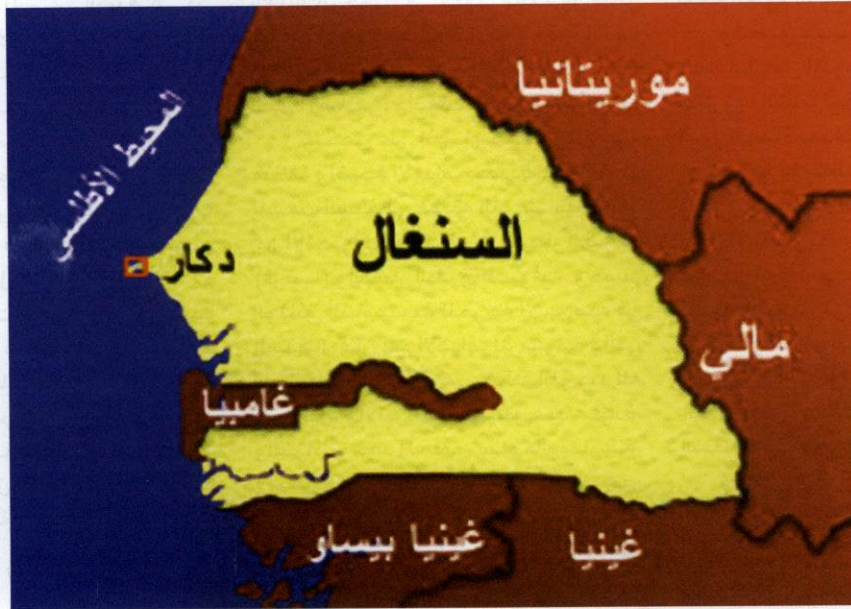 موريتانيا
المحيط الأطلسي
السنغال
دكار
مالي
غامبيا
غينيا بيساو
غينيا